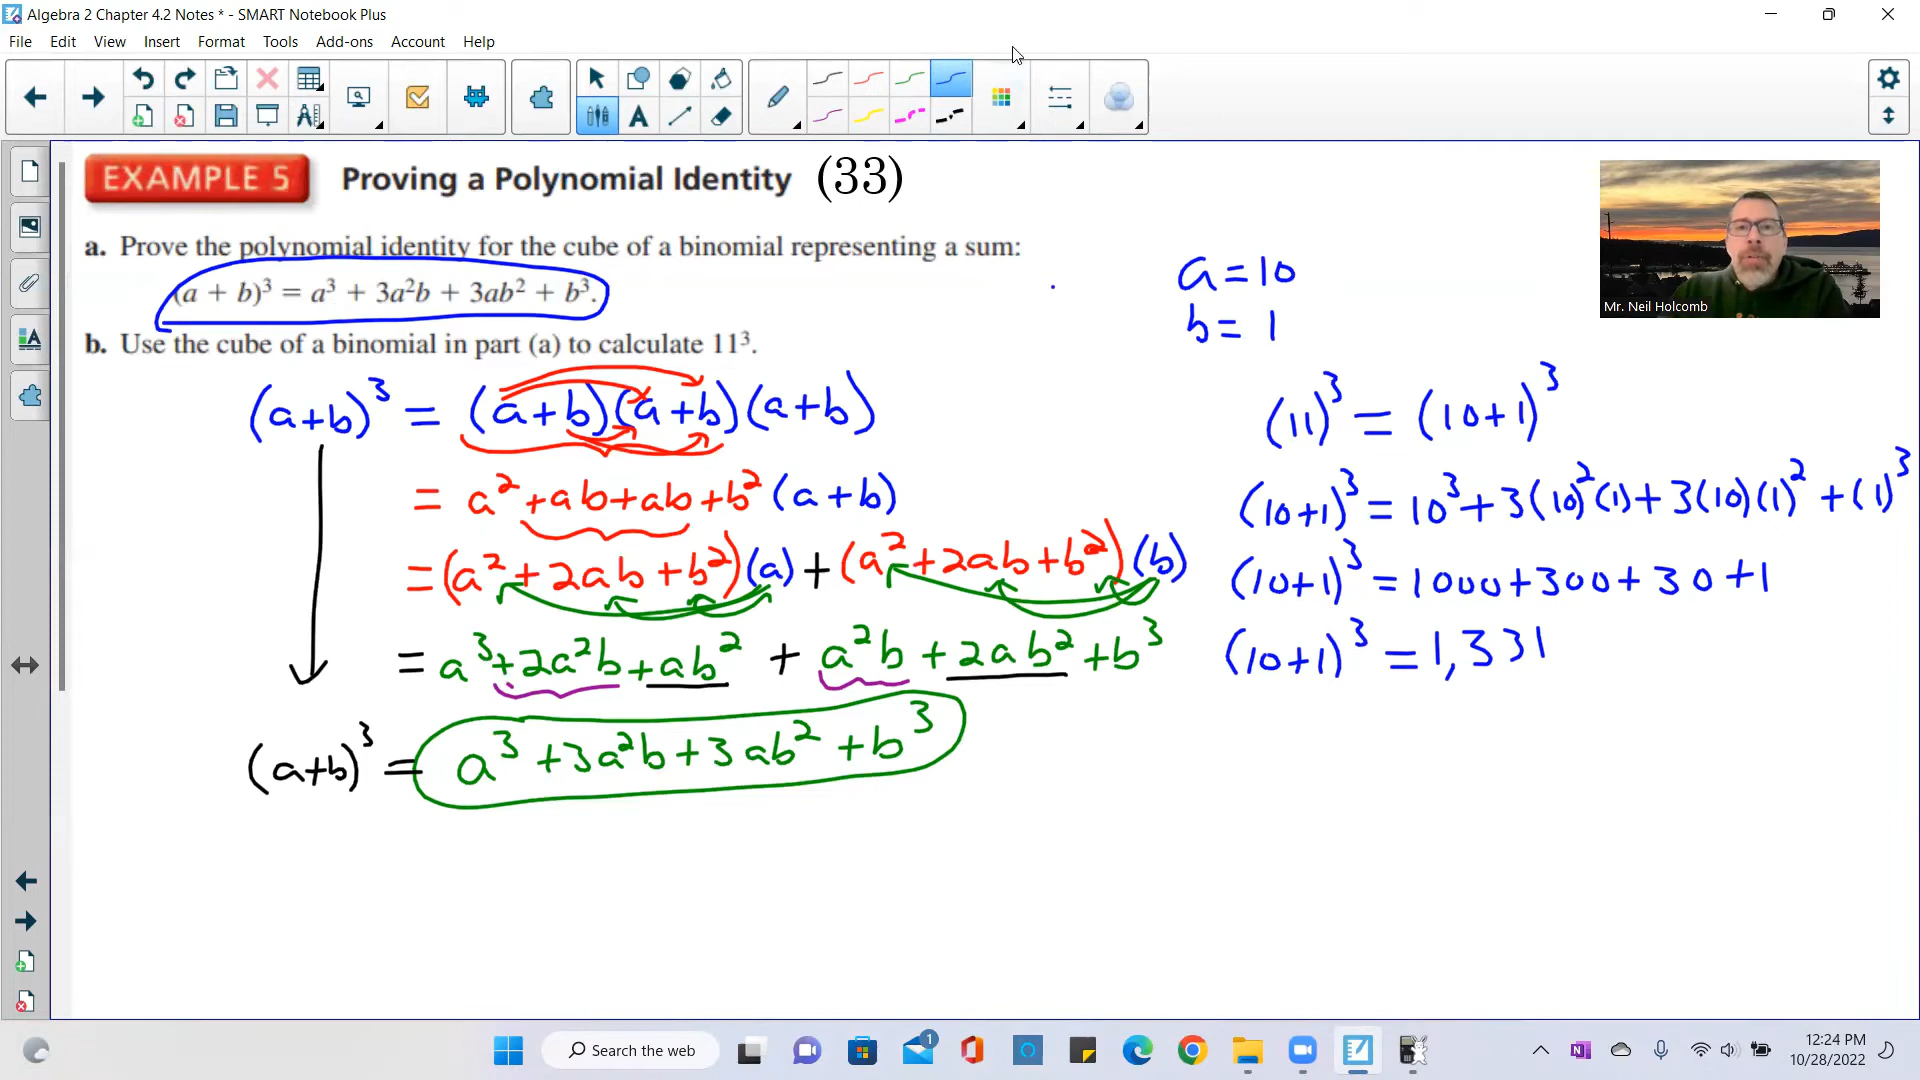 Algebra 2 Chapter 4.2 Notes * - SMART Notebook Plus
File Edit View Insert Format Tools Add-ons Account Help
EXAMPLE 5 Proving a Polynomial Identity (33)
a. Prove the polynomial identity for the cube of a binomial representing a sum:
(a + b)³ = a³ + 3a²b + 3ab² + b³.
b. Use the cube of a binomial in part (a) to calculate 11³.
(a+b)³ = (a+b)(a+b)(a+b)
= a² +ab+ab+b² (a+b)
=(a²+2ab+b²)(a)+(a²+2ab+b²)(b)
= a³+2a²b+ab² + a²b+2ab²+b³
(a+b)³ = a³+3a²b+3ab²+b³
a=10
b= 1
(11)³ = (10+1)³
(10+1)³ = 10³+3(10)²(1)+3(10)(1)²+(1)³
(10+1)³ =1000+300+30+1
(10+1)³ =1,331
Mr. Neil Holcomb
Search the web
1
12:24 PM
10/28/2022